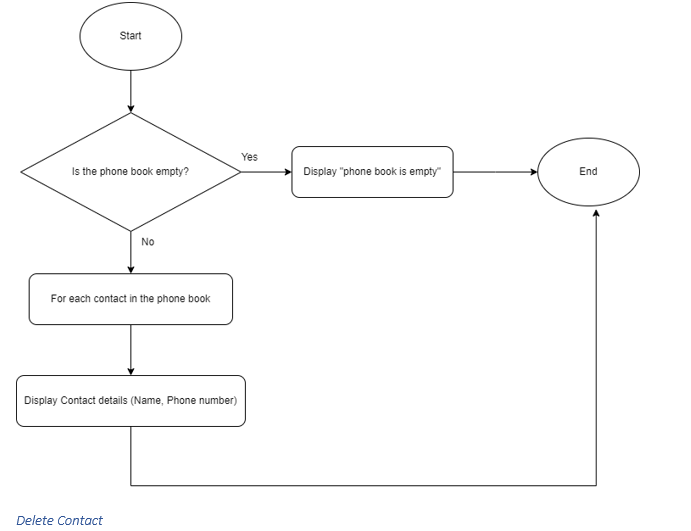 Start
Is the phone book empty?
Yes
Display "phone book is empty"
End
No
For each contact in the phone book
Display Contact details (Name, Phone number)
Delete Contact